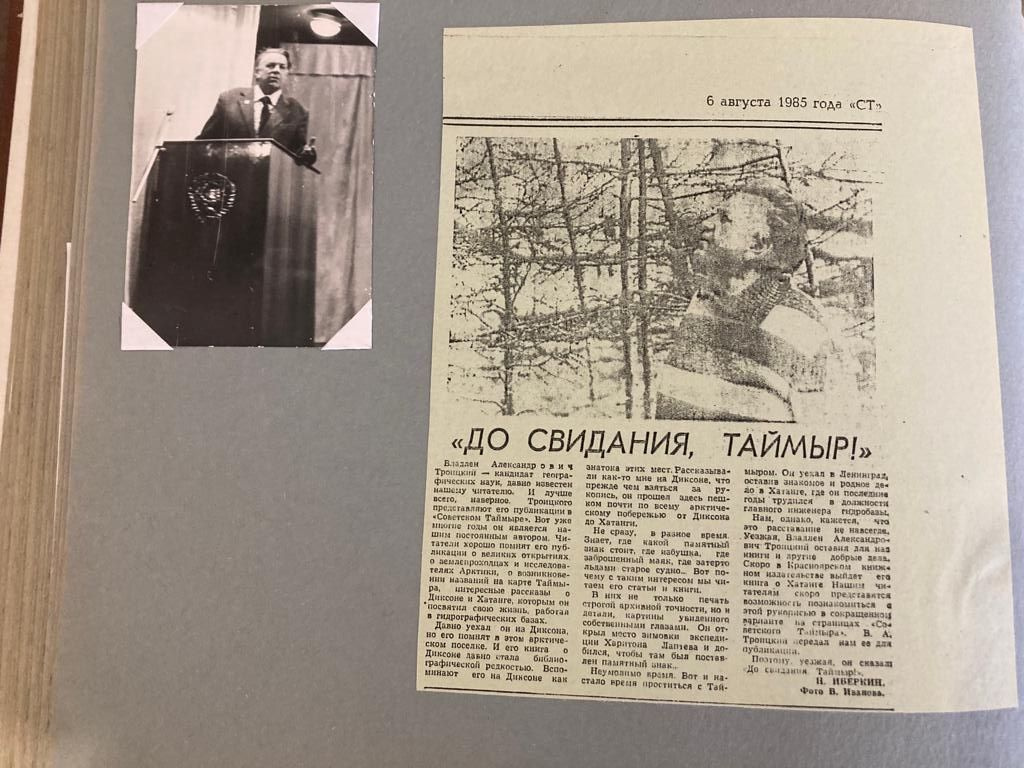 6 августа 1985 года «СТ»
«ДО СВИДАНИЯ, ТАЙМЫР!»
Владлен Александрович
Троицкий — кандидат геогра-
фических наук, давно известен
нашему читателю. И лучше
всего, наверное, Троицкого
представляют его публикации в
«Советском Таймыре». Вот уже
многие годы он является на-
шим постоянным автором. Чи-
татели хорошо помнят его пуб-
ликации о великих открытиях,
о землепроходцах и исследова-
телях Арктики, о возникнове-
нии названий на карте Таймы-
ра, интересные рассказы о
Диксоне и Хатанге, которым он
посвятил свою жизнь, работая
в гидрографических базах.
Давно уехал он на Диксона,
но его помнят в этом арктиче-
ском поселке. И его книга о
Диксоне давно стала библио-
графической редкостью. Вспо-
минают его на Диксоне как
знатока этих мест. Рассказыва-
ли как-то мне на Диксоне, что
прежде чем взяться за ру-
копись, он прошел здесь пеш-
ком почти по всему арктиче-
скому побережью от Диксона
до Хатанги.
Не сразу, в разное время.
Знает, где какой памятный
знак стоит, где избушка, где
заброшенный маяк, где затерто
льдами старое судно... Вот по-
чему с таким интересом мы чи-
таем его статьи и книги.
В них не только печать
строгой архивной точности, но и
детали, картины увиденного
собственными глазами. Он от-
крыл место зимовки экспеди-
ции Харитона Лаптева и до-
бился, чтобы там был постав-
лен памятный знак...
Неумолимо время. Вот и на-
стало время проститься с Тай-
мыром. Он уехал в Ленинград,
оставив знакомое и родное де-
ло в Хатанге, где он последние
годы трудился в должности
главного инженера гидробазы.
Нам, однако, кажется, что
это расставание не навсегда.
Уезжая, Владлен Александро-
вич Троицкий оставил для нас
книги и другие добрые дела.
Скоро в Красноярском книж-
ном издательстве выйдет его
книга о Хатанге Нашим чи-
тателям скоро представится
возможность познакомиться с
этой рукописью в сокращенном
варианте на страницах «Со-
ветского Таймыра». В. А.
Троицкий передал нам ее для
публикации.
Поэтому, уезжая, он сказал
«До свидания, Таймыр!».
Н. ИВЕРКИН.
Фото В. Иванова.